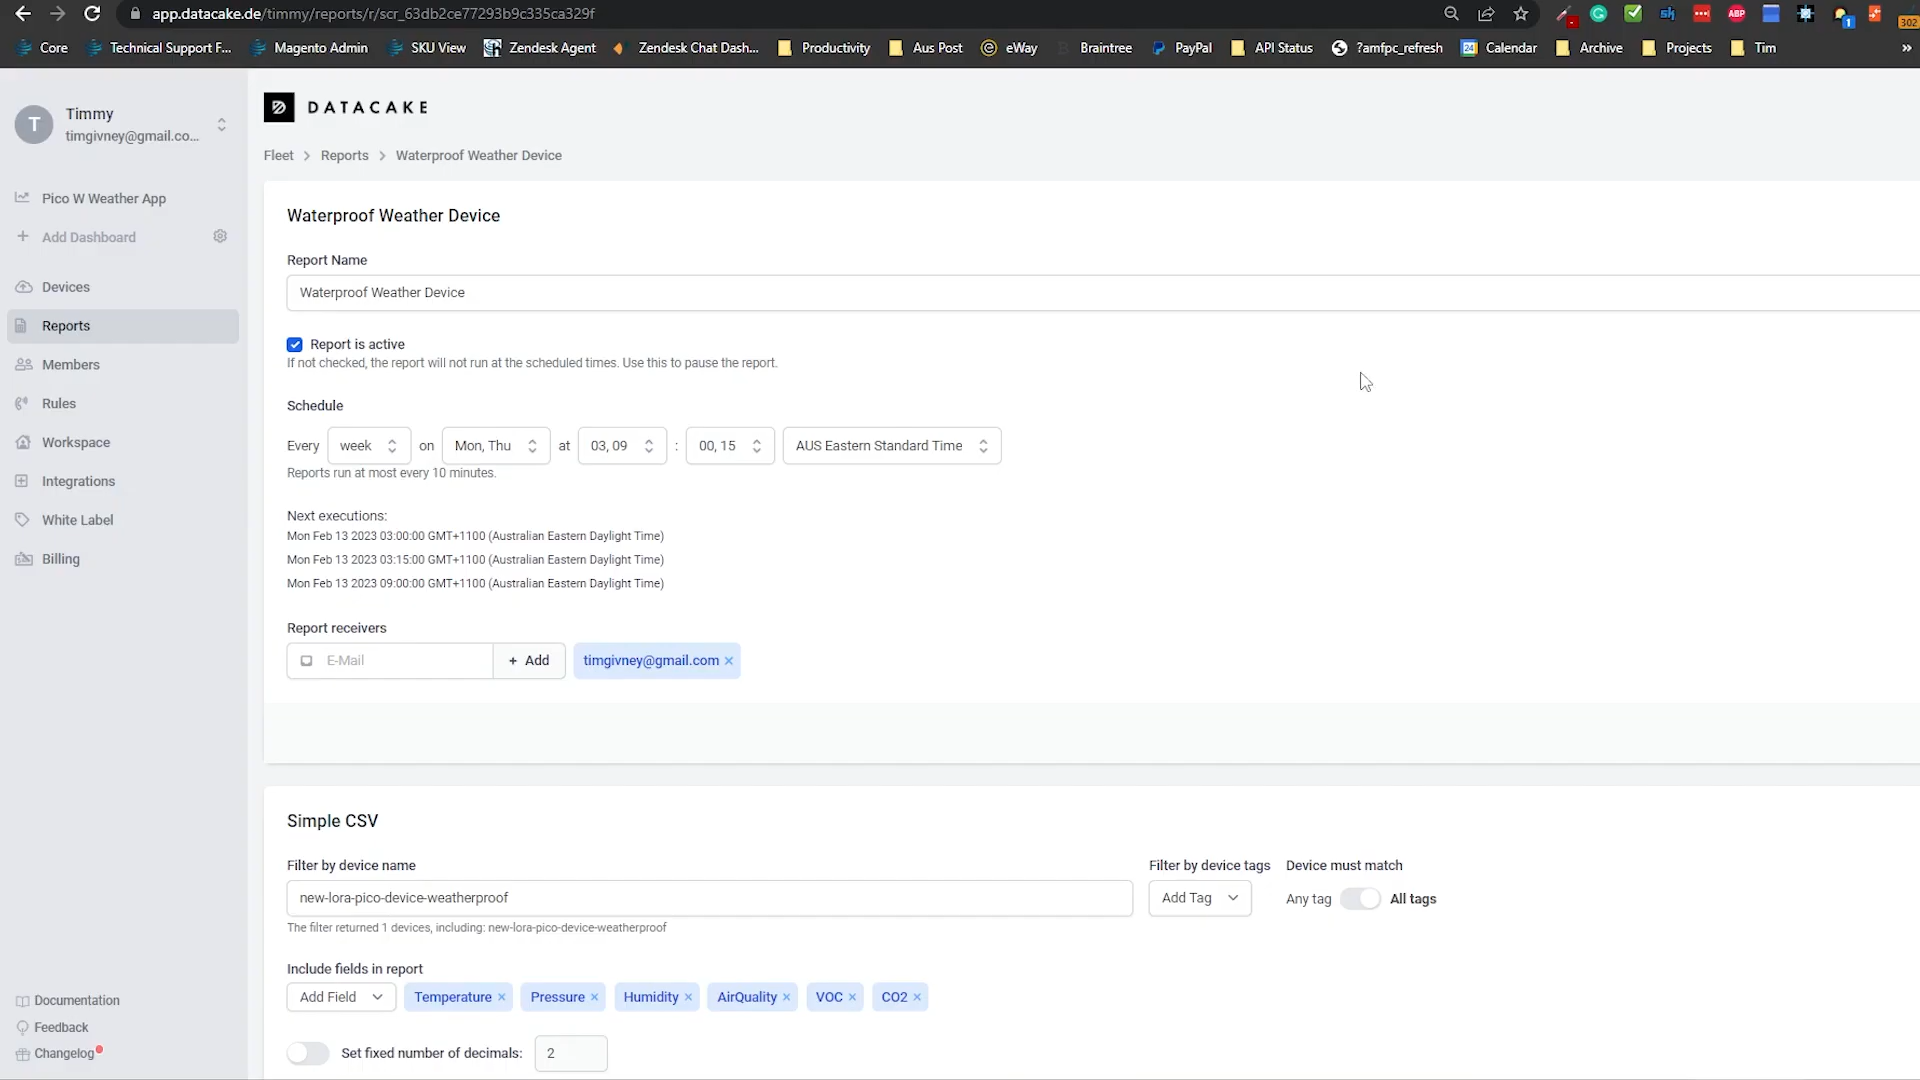 app.datacake.de/timmy/reports/r/scr_63db2ce77293b9c335ca329f
sk
ABP
1
302
Core
Technical Support F...
Magento Admin
SKU View
Zendesk Agent
Zendesk Chat Dash...
Productivity
Aus Post
eWay
Braintree
PayPal
API Status
?amfpc_refresh
24
Calendar
Archive
Projects
Tim
»
T
Timmy
timgivney@gmail.co...
Pico W Weather App
Add Dashboard
Devices
Reports
Members
Rules
Workspace
Integrations
White Label
Billing
Documentation
Feedback
Changelog
DATACAKE
Fleet > Reports > Waterproof Weather Device
Waterproof Weather Device
Report Name
Waterproof Weather Device
Report is active
If not checked, the report will not run at the scheduled times. Use this to pause the report.
Schedule
Every week on Mon, Thu at 03, 09 : 00, 15 AUS Eastern Standard Time
Reports run at most every 10 minutes.
Next executions:
Mon Feb 13 2023 03:00:00 GMT+1100 (Australian Eastern Daylight Time)
Mon Feb 13 2023 03:15:00 GMT+1100 (Australian Eastern Daylight Time)
Mon Feb 13 2023 09:00:00 GMT+1100 (Australian Eastern Daylight Time)
Report receivers
E-Mail + Add timgivney@gmail.com ×
Simple CSV
Filter by device name
new-lora-pico-device-weatherproof
The filter returned 1 devices, including: new-lora-pico-device-weatherproof
Filter by device tags
Add Tag
Device must match
Any tag All tags
Include fields in report
Add Field Temperature × Pressure × Humidity × AirQuality × VOC × CO2 ×
Set fixed number of decimals: 2